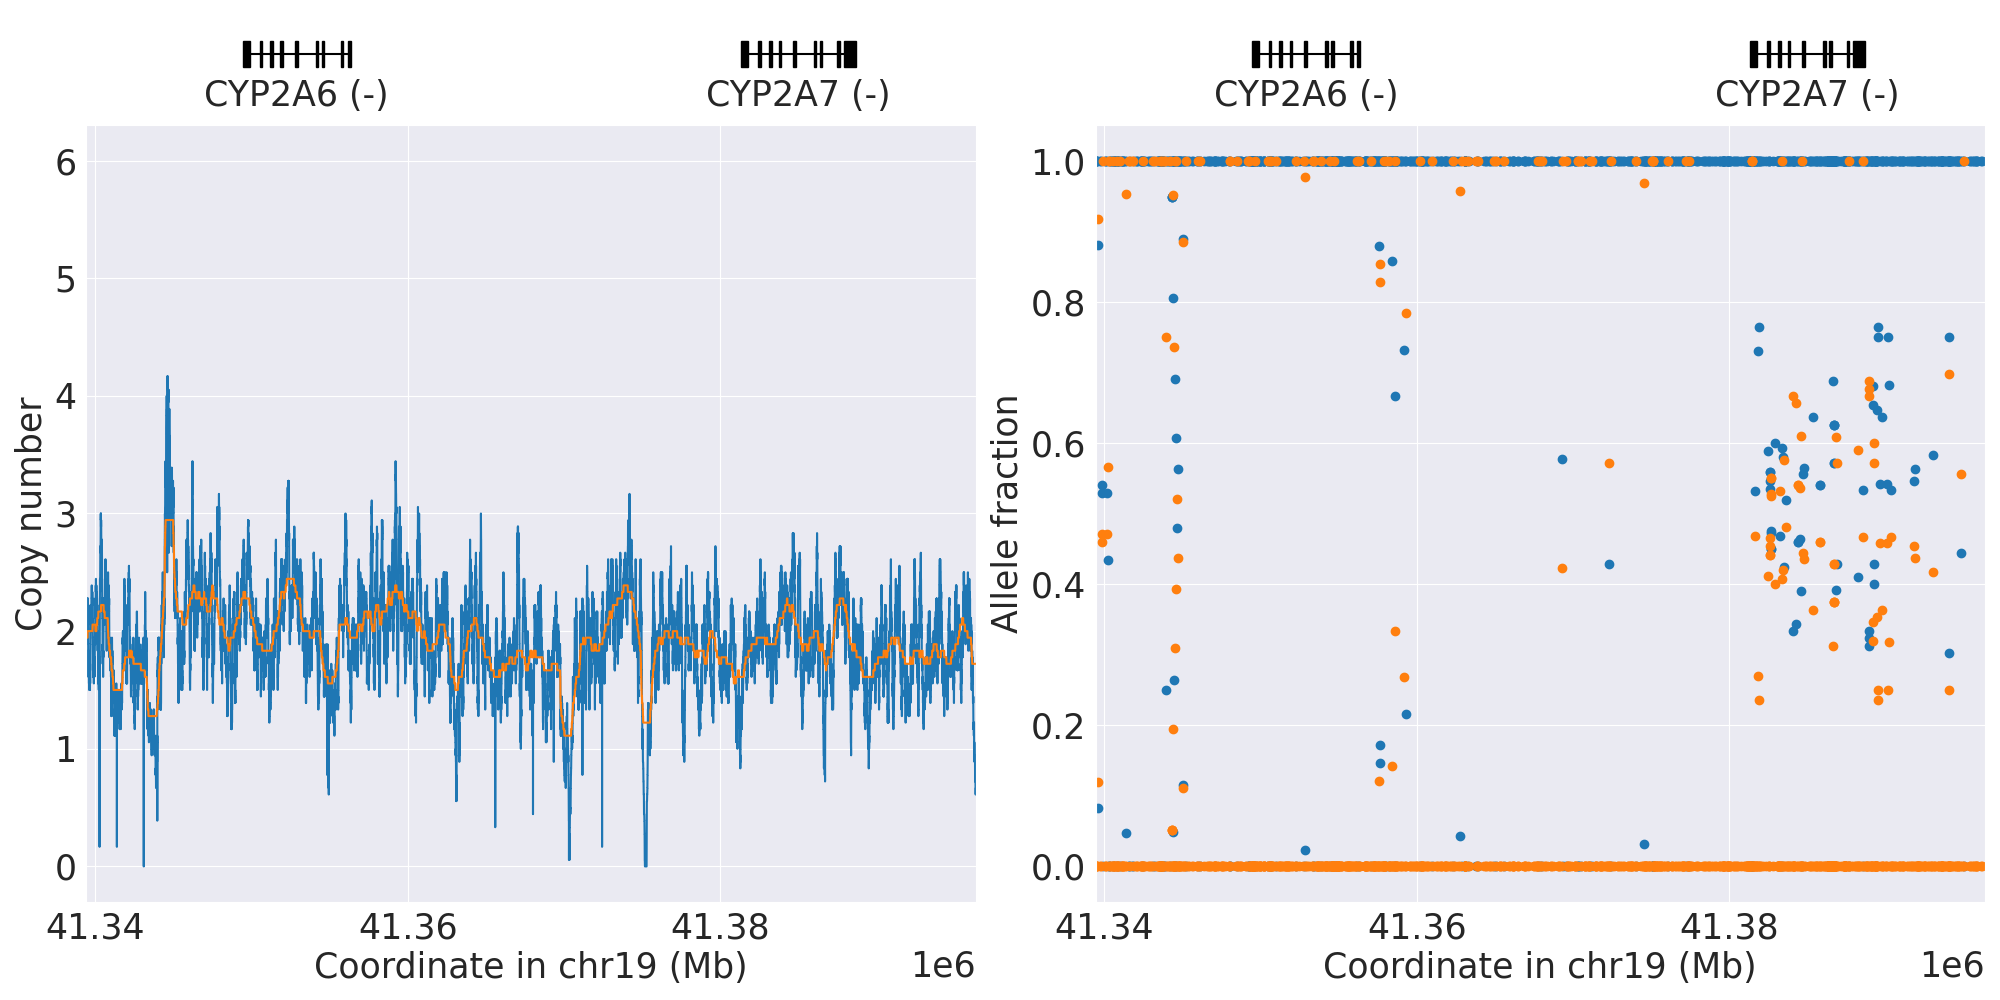 CYP2A6 (-)
CYP2A7 (-)
6
5
4
3
2
1
0
Copy number
41.34
41.36
41.38
Coordinate in chr19 (Mb)
1e6
CYP2A6 (-)
CYP2A7 (-)
1.0
0.8
0.6
0.4
0.2
0.0
Allele fraction
41.34
41.36
41.38
Coordinate in chr19 (Mb)
1e6